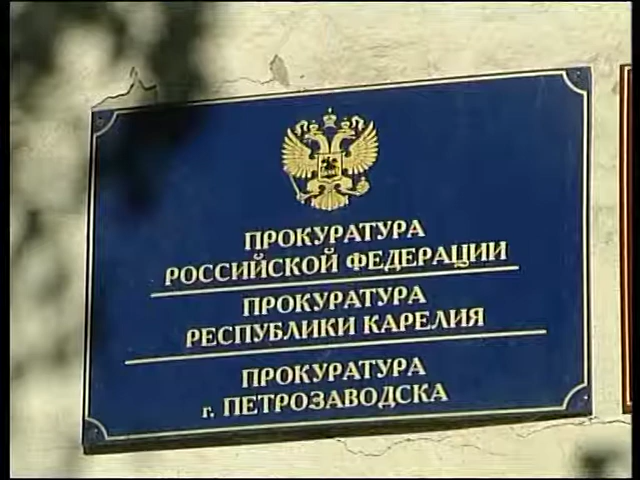 ПРОКУРАТУРА
РОССИЙСКОЙ ФЕДЕРАЦИИ
ПРОКУРАТУРА
РЕСПУБЛИКИ КАРЕЛИЯ
ПРОКУРАТУРА
г. ПЕТРОЗАВОДСКА